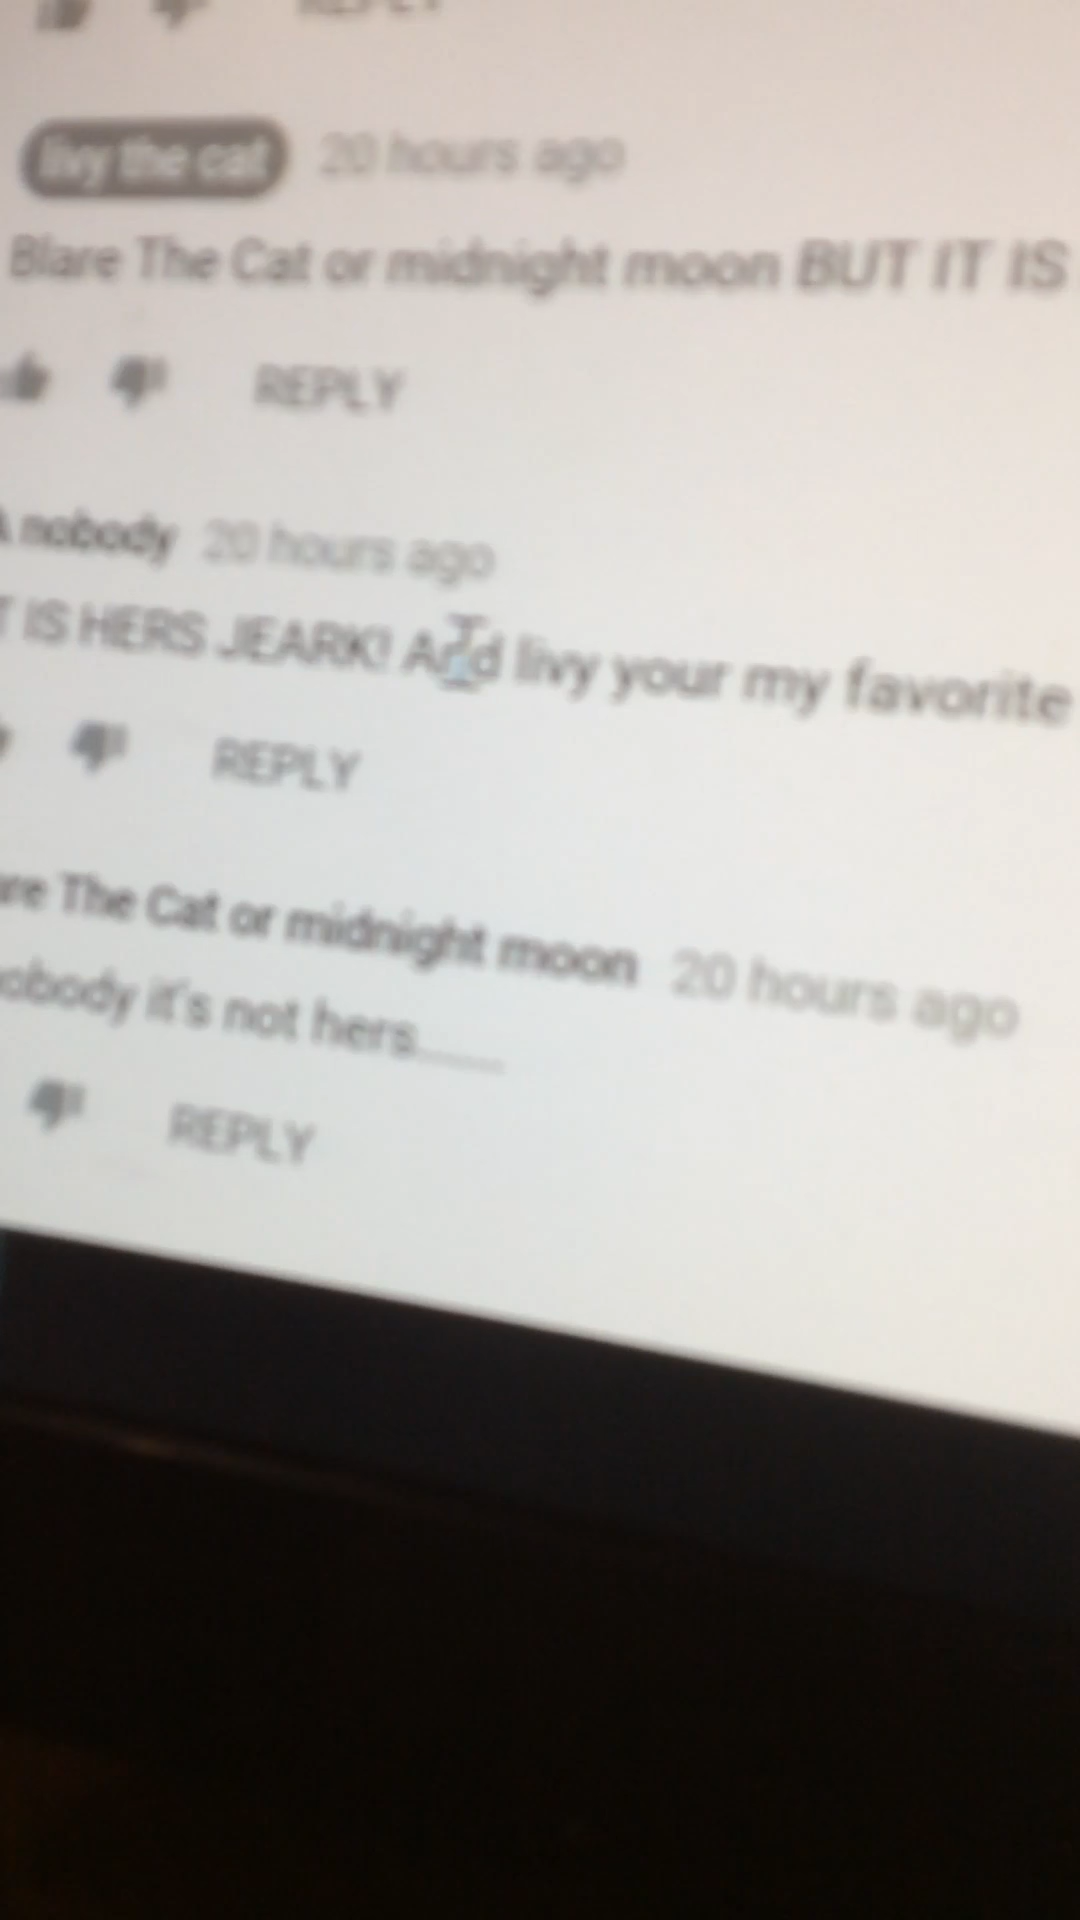 REPLY
livy the cat 20 hours ago
Blare The Cat or midnight moon BUT IT IS
REPLY
nobody 20 hours ago
IS HERS JEARK! And livy your my favorite
REPLY
The Cat or midnight moon 20 hours ago
it's not hers......
REPLY